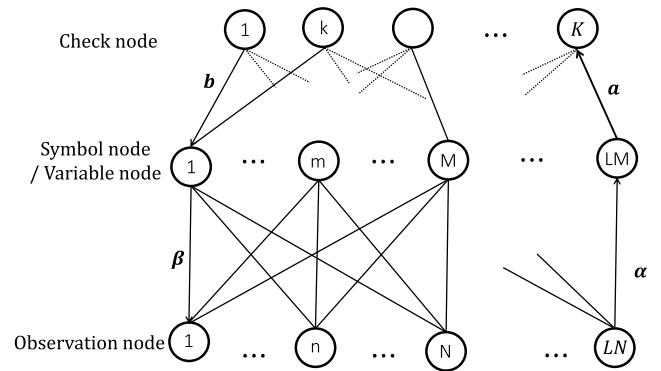 Check node 1 k ... K
b a
Symbol node
/ Variable node
1 ... m ... M ... LM
β α
Observation node 1 ... n ... N ... LN